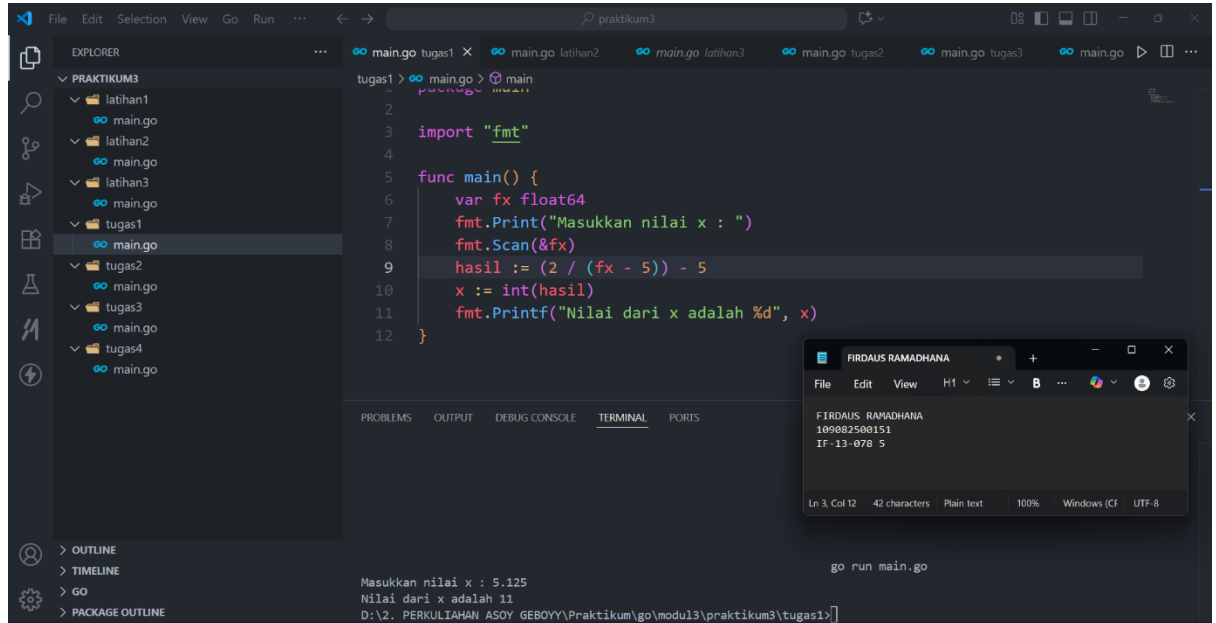 File Edit Selection View Go Run ··· praktikum3
EXPLORER ···
PRAKTIKUM3
latihan1
main.go
latihan2
main.go
latihan3
main.go
tugas1
main.go
tugas2
main.go
tugas3
main.go
tugas4
main.go
OUTLINE
TIMELINE
GO
PACKAGE OUTLINE
main.go tugas1 main.go latihan2 main.go latihan3 main.go tugas2 main.go tugas3 main.go ···
tugas1 > main.go > main
1 package main
2
3 import "fmt"
4
5 func main() {
6 var fx float64
7 fmt.Print("Masukkan nilai x : ")
8 fmt.Scan(&fx)
9 hasil := (2 / (fx - 5)) - 5
10 x := int(hasil)
11 fmt.Printf("Nilai dari x adalah %d", x)
12 }
PROBLEMS OUTPUT DEBUG CONSOLE TERMINAL PORTS
go run main.go
Masukkan nilai x : 5.125
Nilai dari x adalah 11
D:\2. PERKULIAHAN ASOY GEBOYY\Praktikum\go\modul3\praktikum3\tugas1>
FIRDAUS RAMADHANA
File Edit View H1 B ···
FIRDAUS RAMADHANA
109082500151
IF-13-078 5
Ln 3, Col 12 42 characters Plain text 100% Windows (CF UTF-8